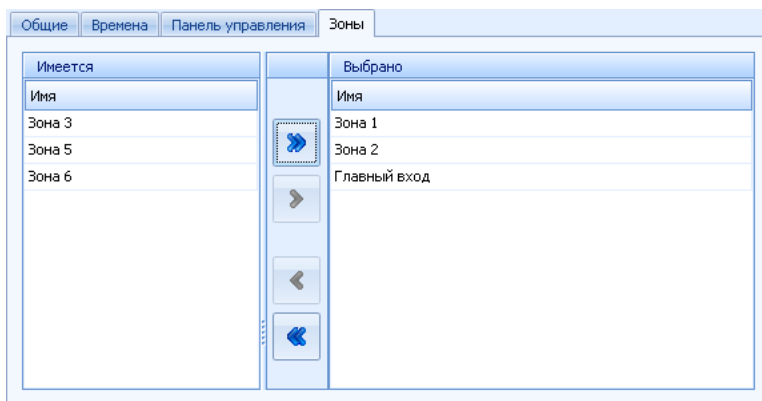 Общие Времена Панель управления Зоны
Имеется Выбрано
Имя Имя
Зона 3 Зона 1
Зона 5 Зона 2
Зона 6 Главный вход